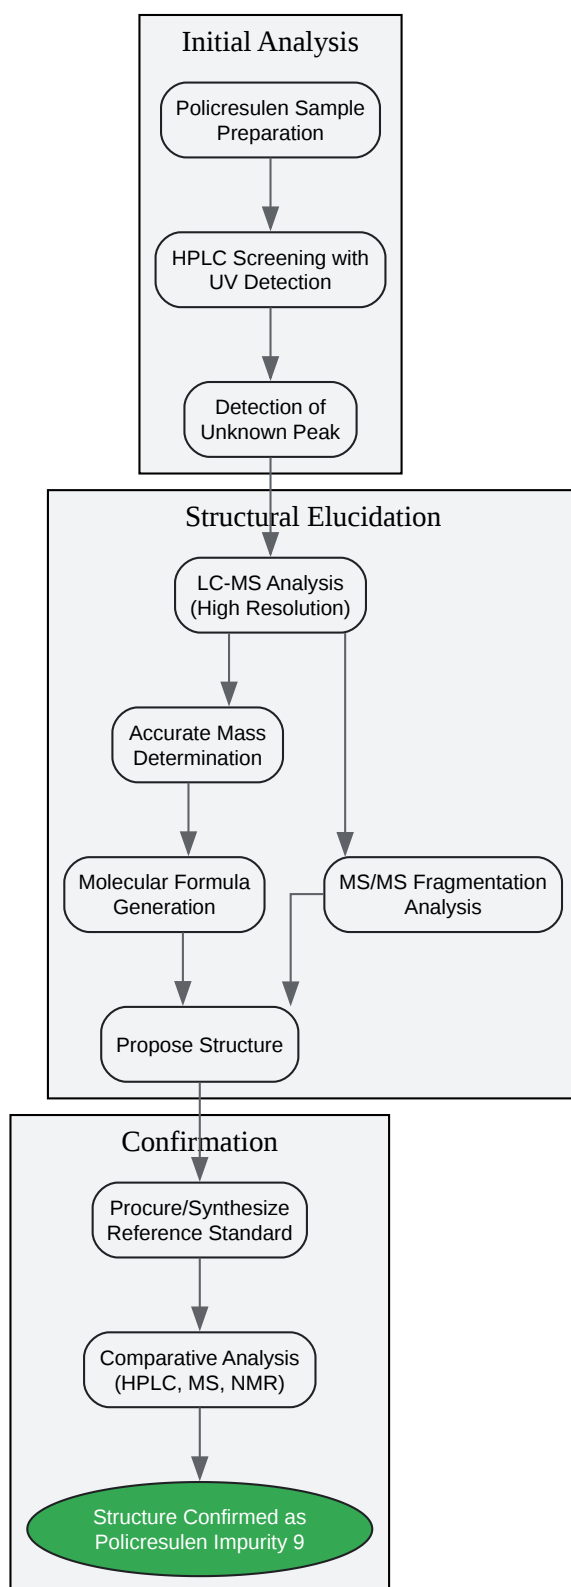 Initial Analysis
Policresulen Sample
Preparation
HPLC Screening with
UV Detection
Detection of
Unknown Peak
Structural Elucidation
LC-MS Analysis
(High Resolution)
Accurate Mass
Determination
Molecular Formula
Generation
MS/MS Fragmentation
Analysis
Propose Structure
Confirmation
Procure/Synthesize
Reference Standard
Comparative Analysis
(HPLC, MS, NMR)
Structure Confirmed as
Policresulen Impurity 9